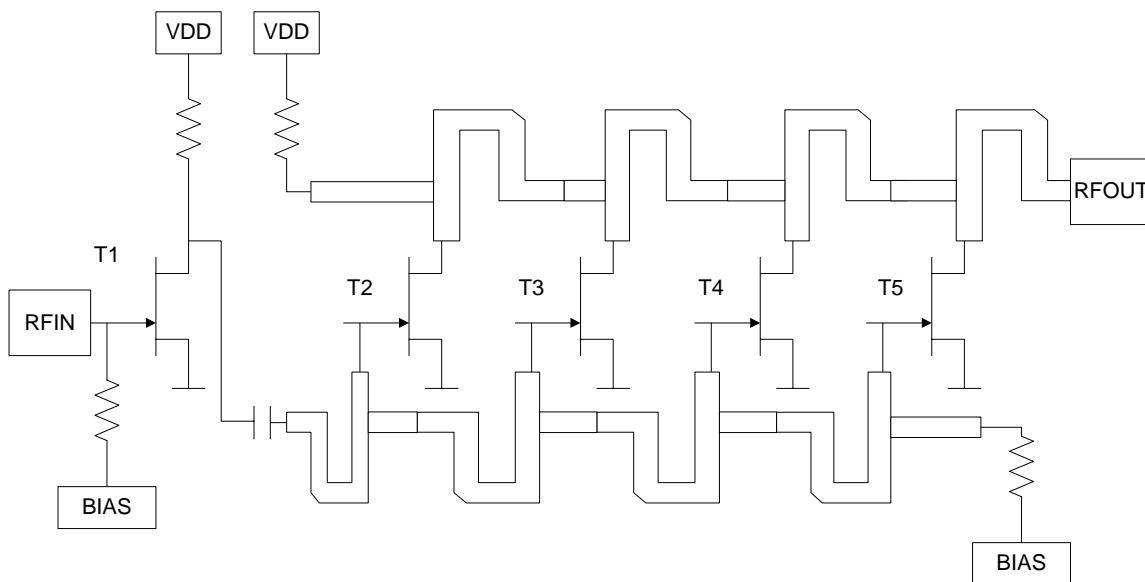 VDD
VDD
RFOUT
T1
T2
T3
T4
T5
RFIN
BIAS
BIAS